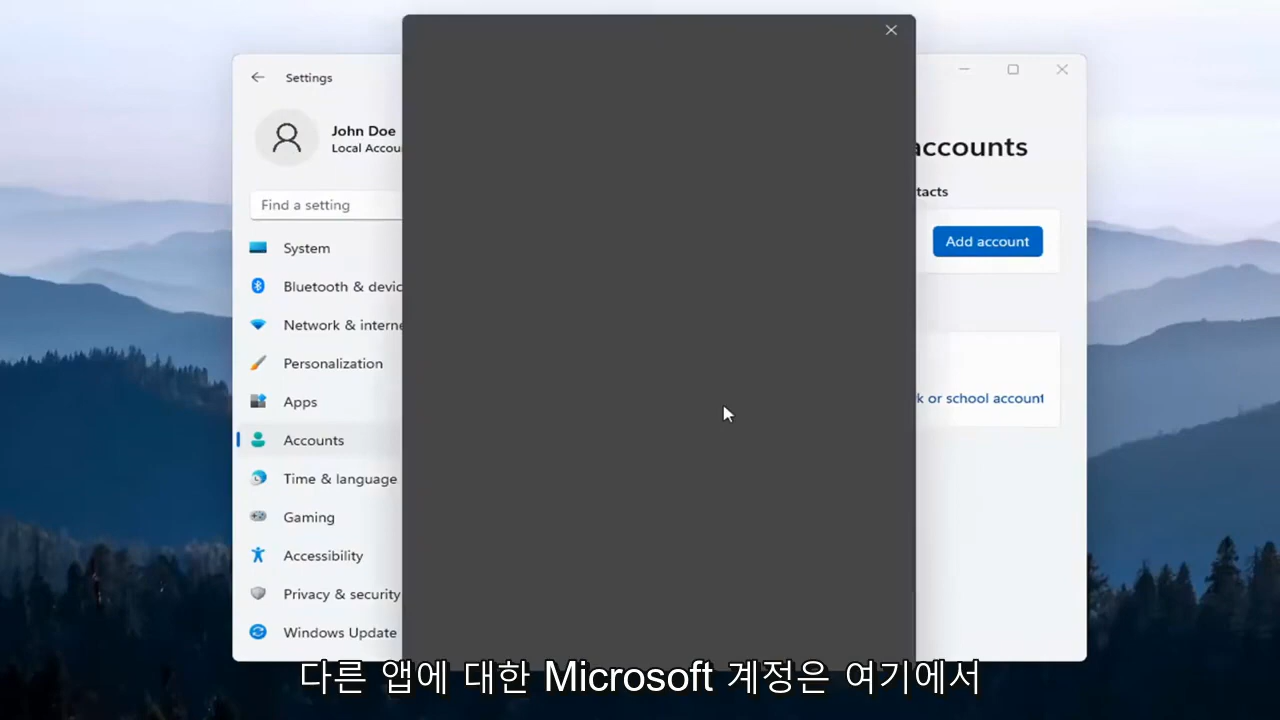 Settings
John Doe
Local Accou
Find a setting
System
Bluetooth & devic
Network & interne
Personalization
Apps
Accounts
Time & language
Gaming
Accessibility
Privacy & security
Windows Update
accounts
tacts
Add account
k or school account
다른 앱에 대한 Microsoft 계정은 여기에서